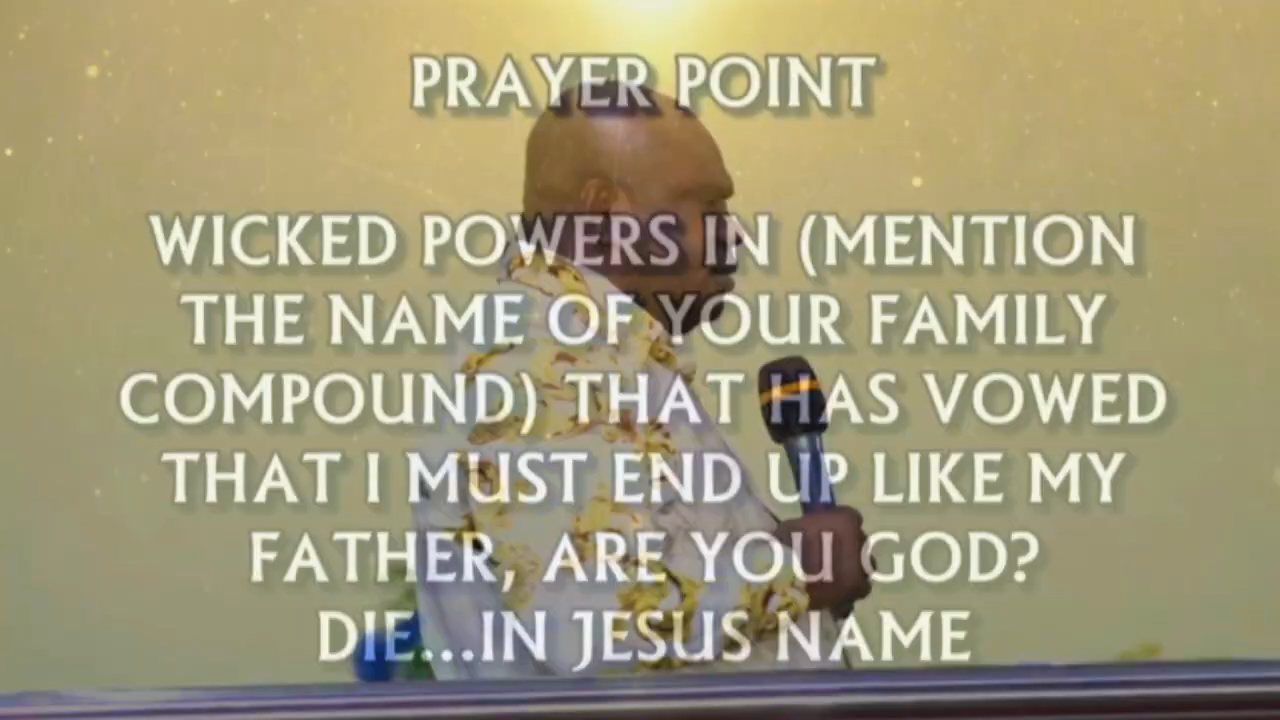 PRAYER POINT
WICKED POWERS IN (MENTION
THE NAME OF YOUR FAMILY
COMPOUND) THAT HAS VOWED
THAT I MUST END UP LIKE MY
FATHER, ARE YOU GOD?
DIE...IN JESUS NAME